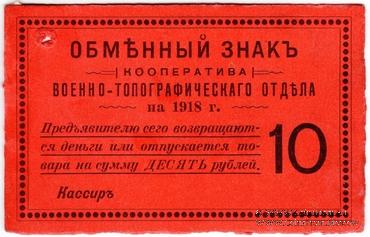 ОБМѢННЫЙ ЗНАКЪ
КООПЕРАТИВА
ВОЕННО-ТОПОГРАФИЧЕСКАГО ОТДѢЛА
на 1918 г.
Предъявителю сего возвращают-
ся деньги или отпускается то-
вара на сумму ДЕСЯТЬ рублей.
10
Кассиръ